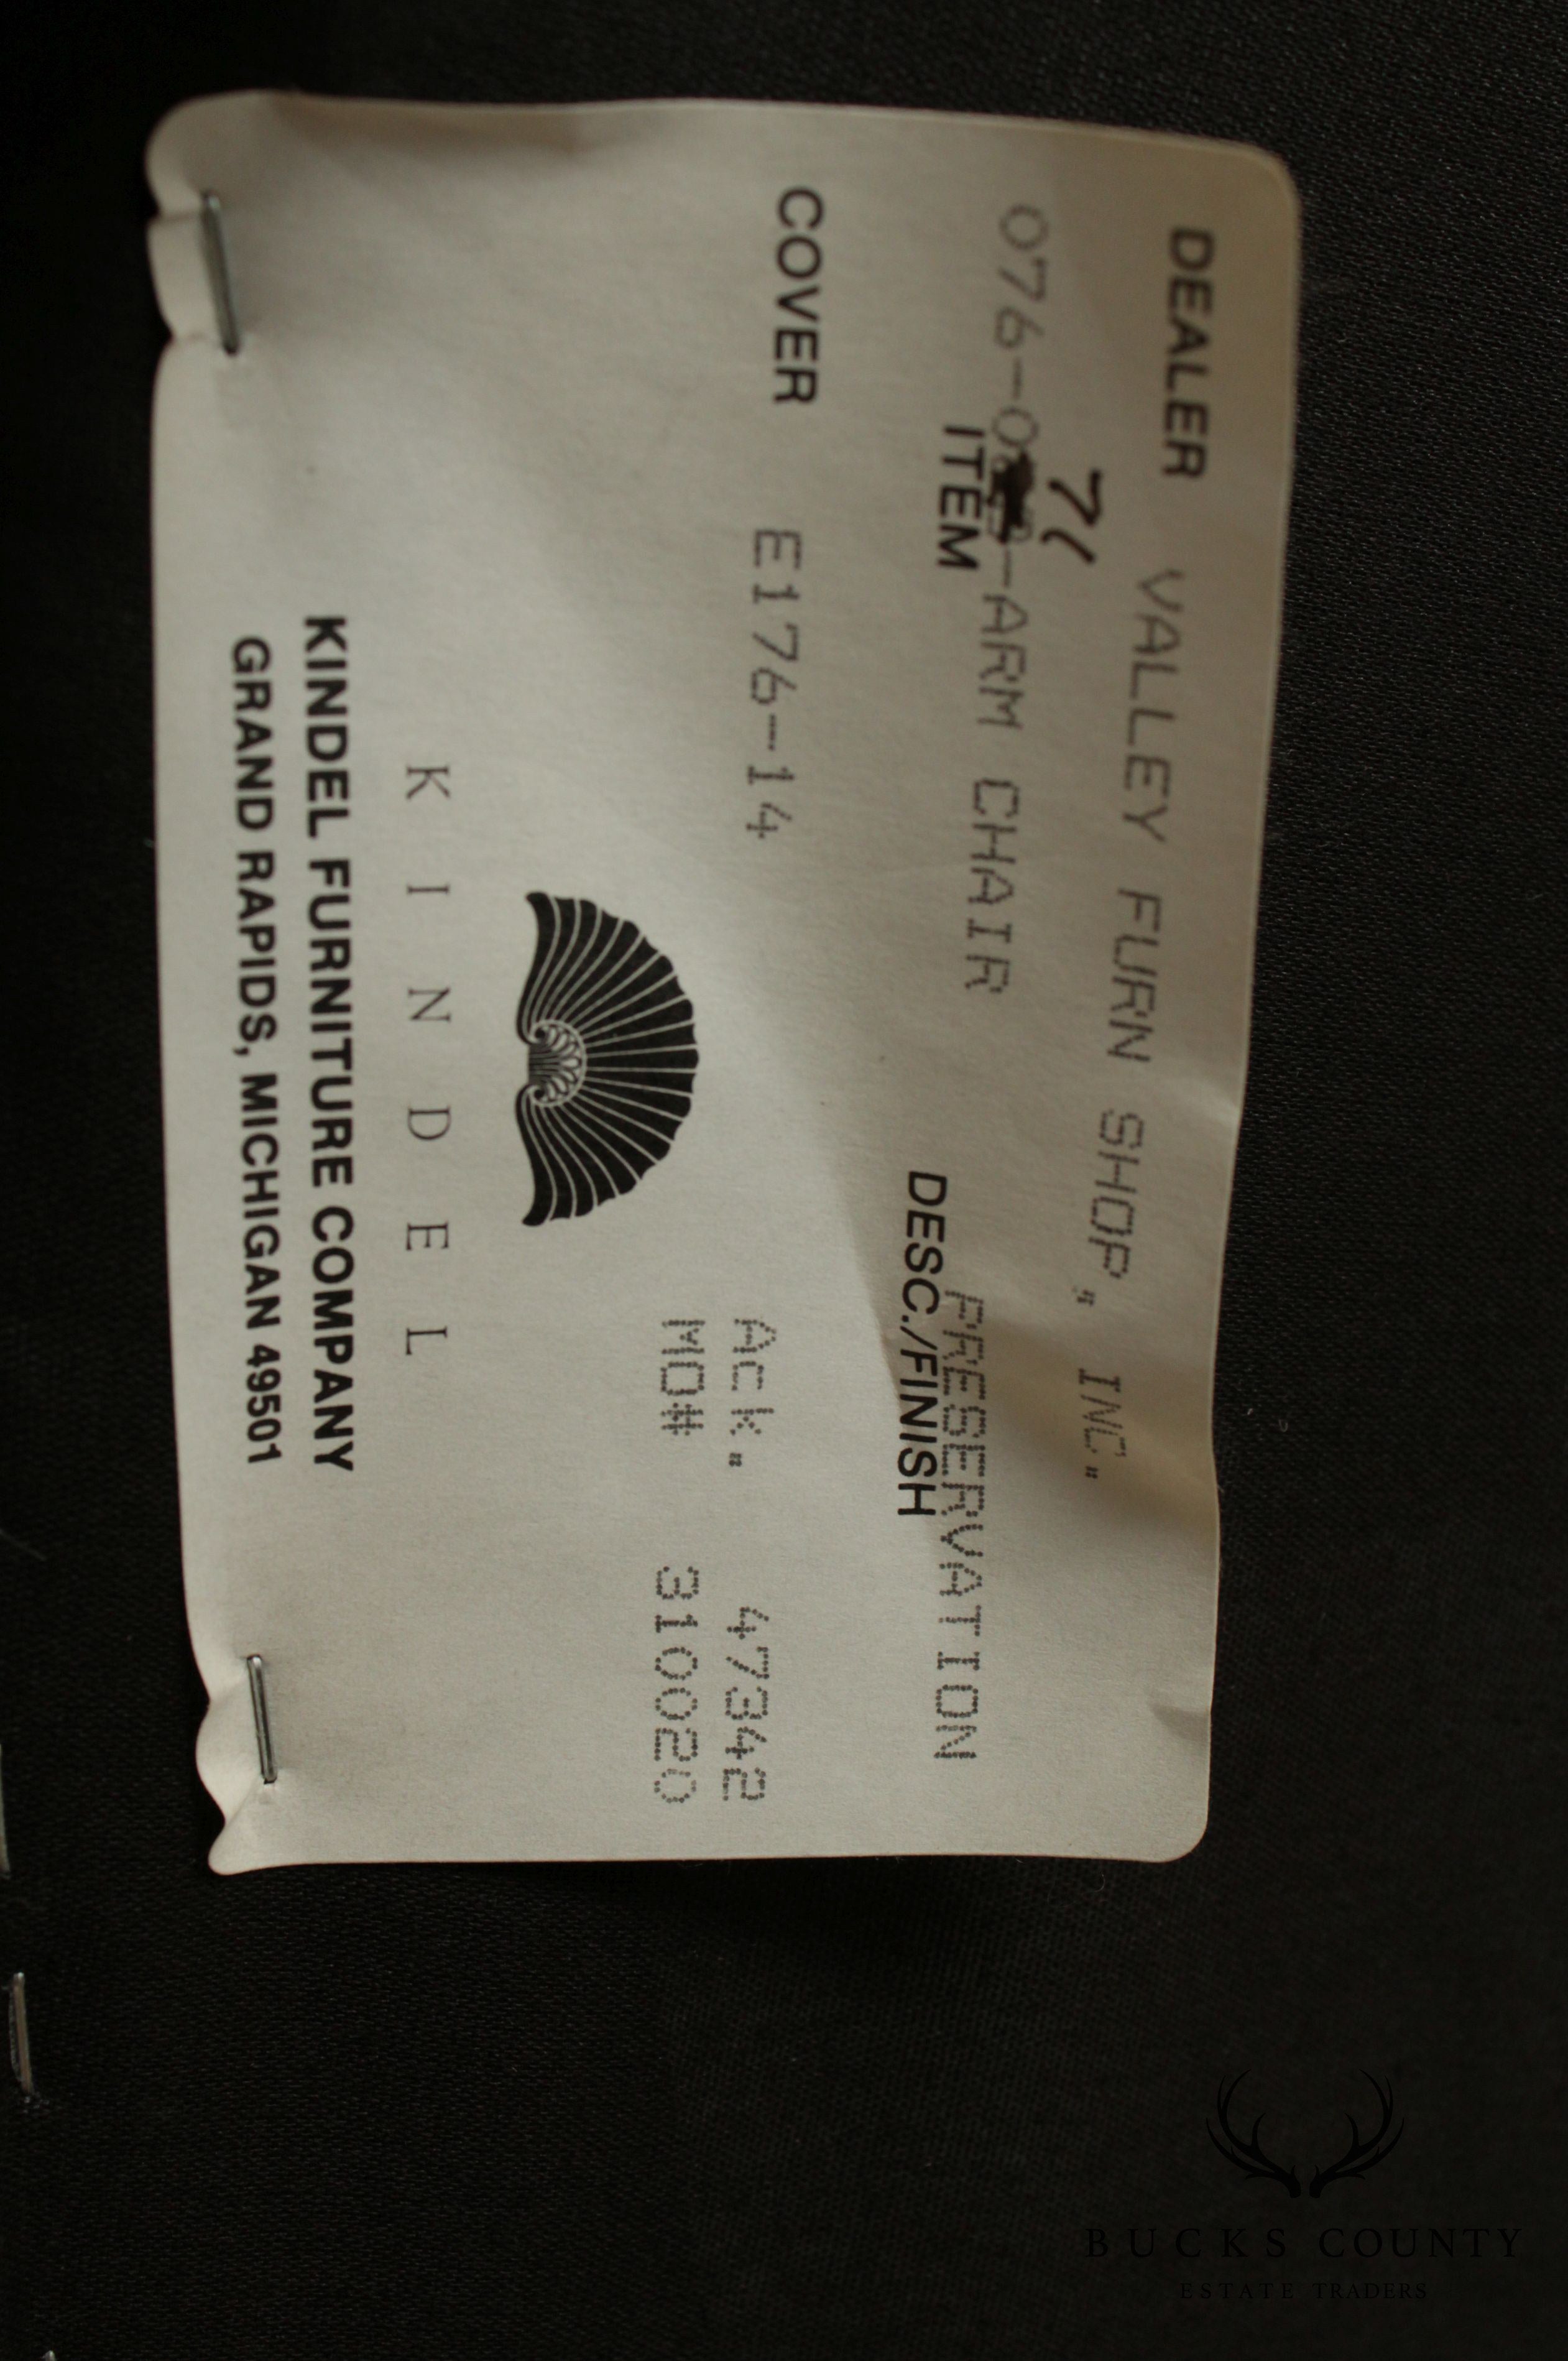 DEALER VALLEY FURN SHOP, INC.
076-0 -ARM CHAIR PRESERVATION
ITEM DESC./FINISH
COVER E176-14
Ack. 47342
MO# 310020
KINDEL
KINDEL FURNITURE COMPANY
GRAND RAPIDS, MICHIGAN 49501
BUCKS COUNTY
ESTATE TRADERS